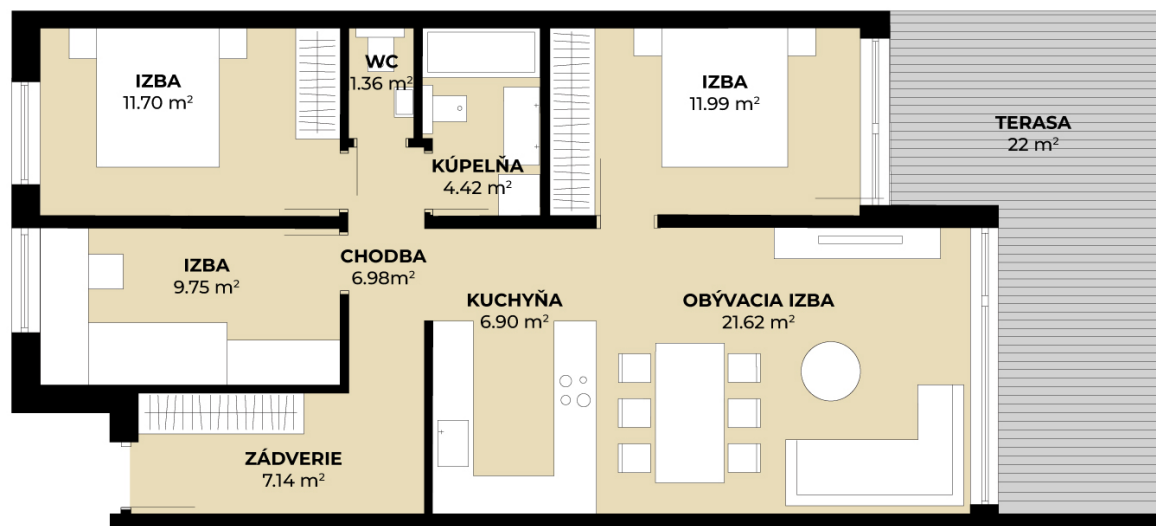 IZBA
11.70 m²
WC
1.36 m²
KÚPELŇA
4.42 m²
IZBA
11.99 m²
TERASA
22 m²
IZBA
9.75 m²
CHODBA
6.98m²
KUCHYŇA
6.90 m²
OBÝVACIA IZBA
21.62 m²
ZÁDVERIE
7.14 m²